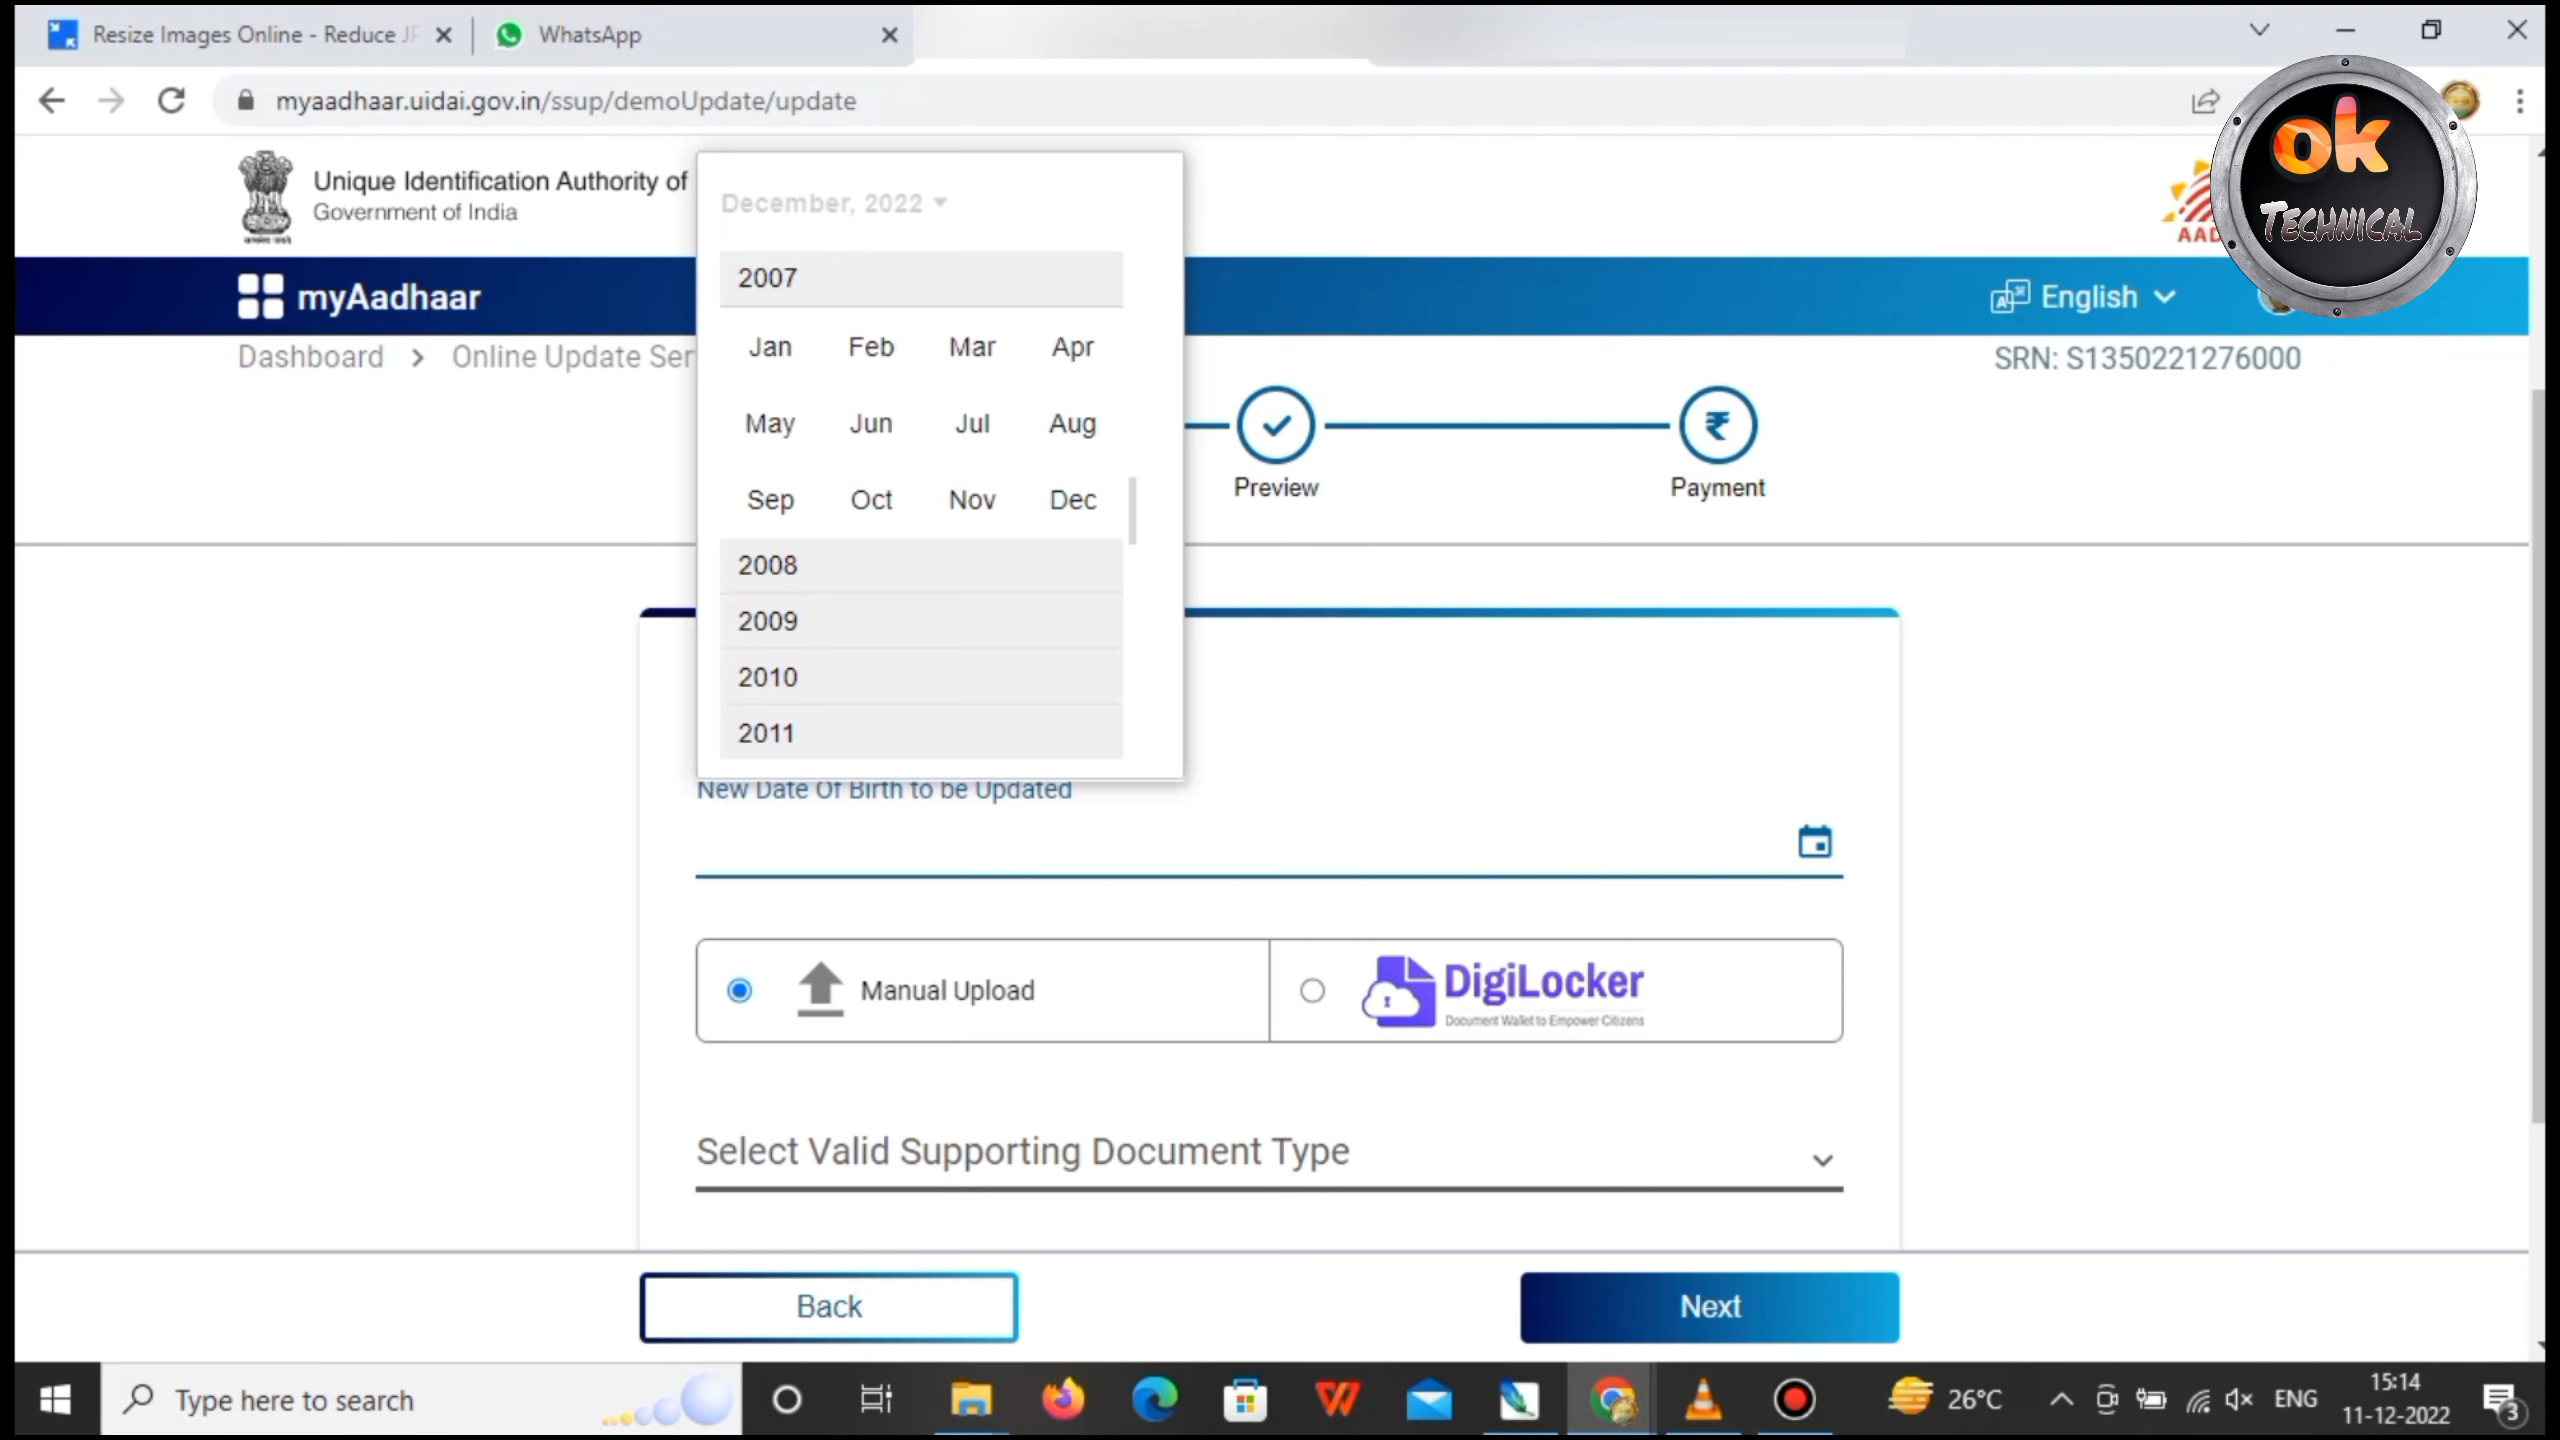 Resize Images Online - Reduce JP
WhatsApp
myaadhaar.uidai.gov.in/ssup/demoUpdate/update
Unique Identification Authority of
Government of India
AAD
ok
TECHNICAL
myAadhaar
English
Dashboard > Online Update Ser
SRN: S1350221276000
December, 2022
2007
Jan Feb Mar Apr
May Jun Jul Aug
Sep Oct Nov Dec
2008
2009
2010
2011
Preview
Payment
New Date Of Birth to be Updated
Manual Upload
DigiLocker
Document Wallet to Empower Citizens
Select Valid Supporting Document Type
Back
Next
Type here to search
26°C
ENG
15:14
11-12-2022
3